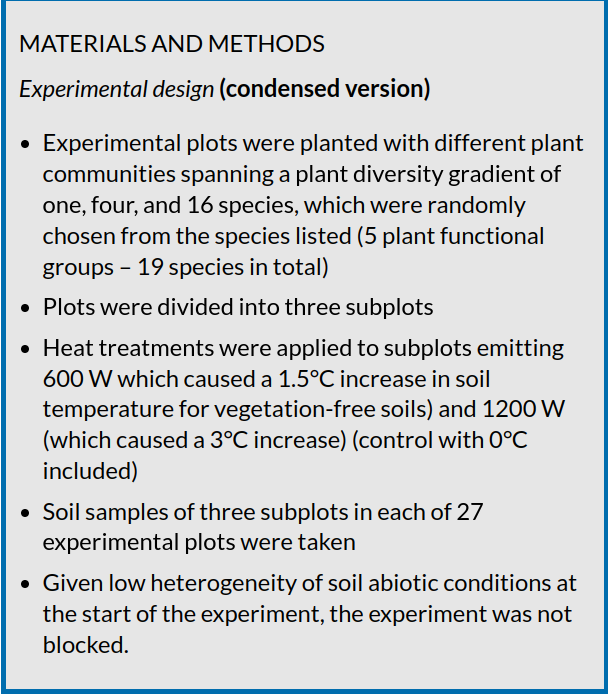 MATERIALS AND METHODS
Experimental design (condensed version)
• Experimental plots were planted with different plant
communities spanning a plant diversity gradient of
one, four, and 16 species, which were randomly
chosen from the species listed (5 plant functional
groups – 19 species in total)
• Plots were divided into three subplots
• Heat treatments were applied to subplots emitting
600 W which caused a 1.5°C increase in soil
temperature for vegetation-free soils) and 1200 W
(which caused a 3°C increase) (control with 0°C
included)
• Soil samples of three subplots in each of 27
experimental plots were taken
• Given low heterogeneity of soil abiotic conditions at
the start of the experiment, the experiment was not
blocked.